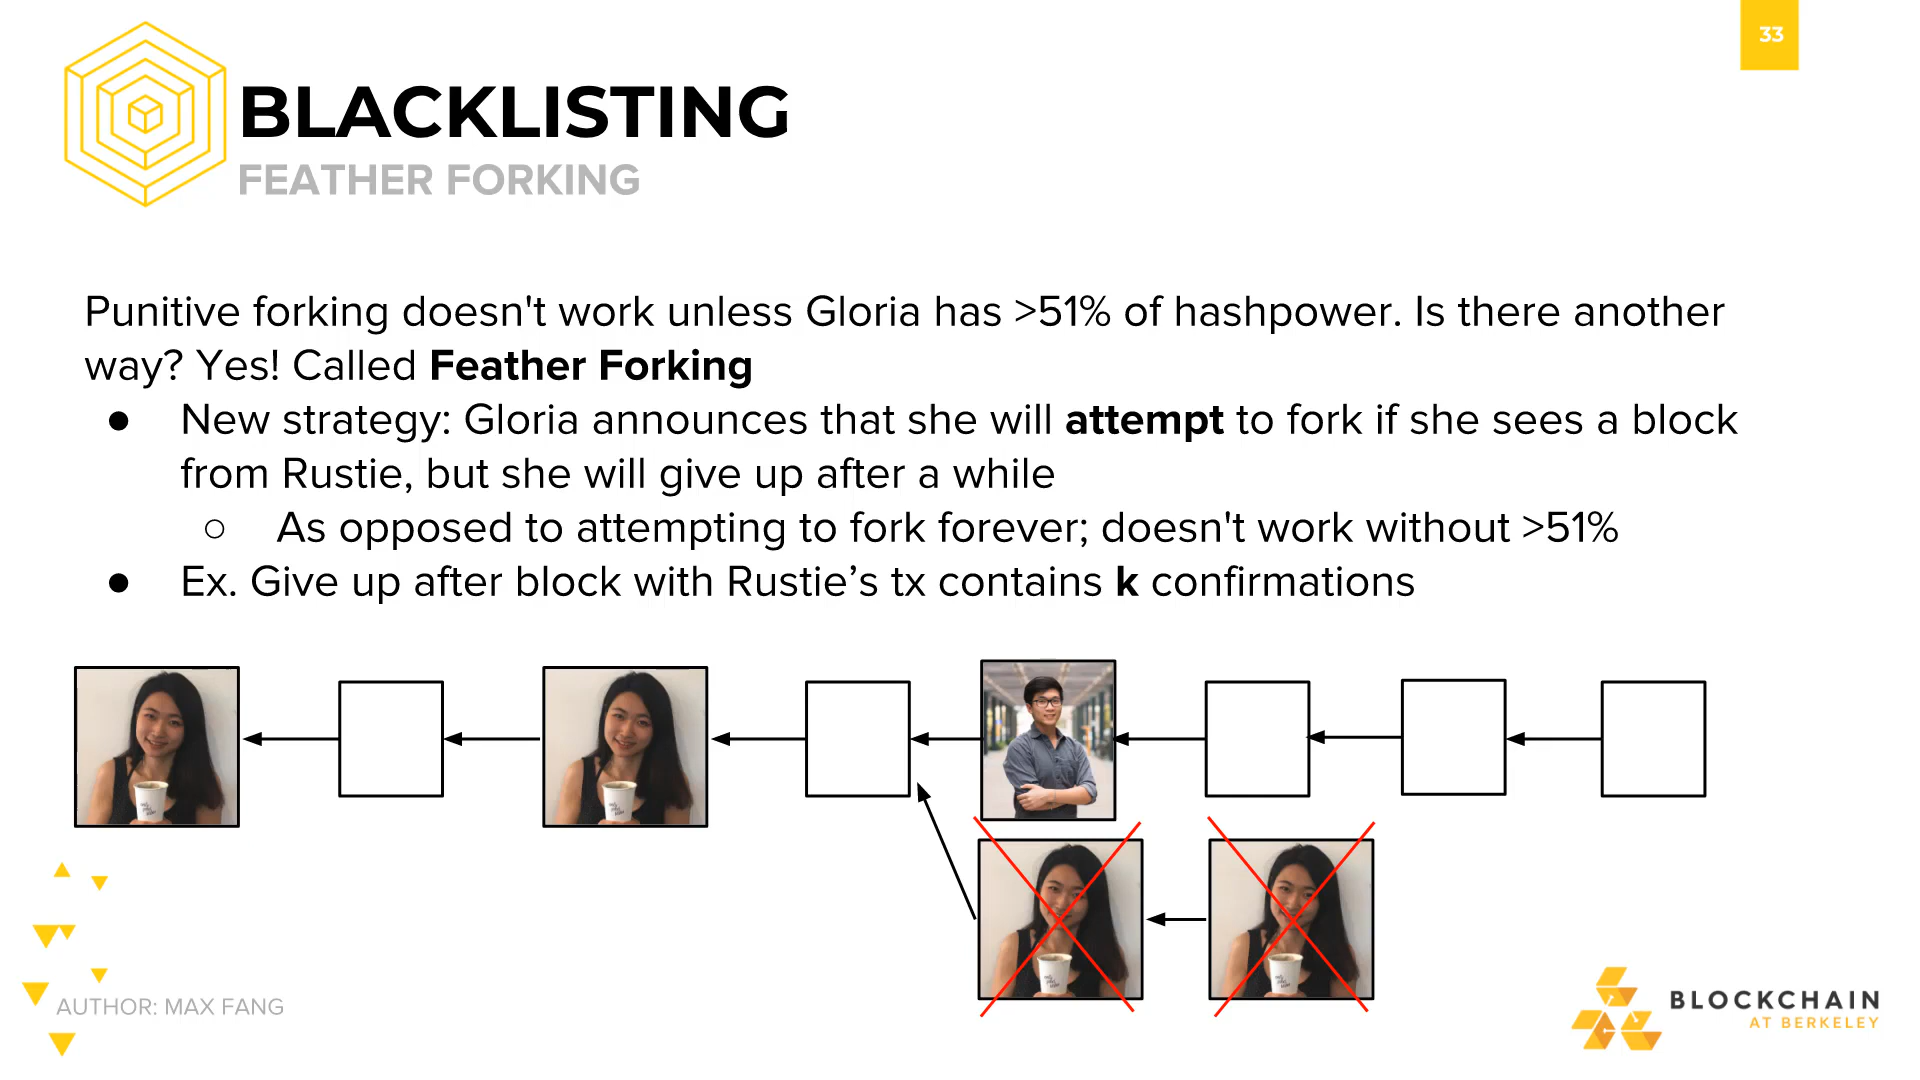 33
BLACKLISTING
FEATHER FORKING
Punitive forking doesn't work unless Gloria has >51% of hashpower. Is there another
way? Yes! Called Feather Forking
● New strategy: Gloria announces that she will attempt to fork if she sees a block
from Rustie, but she will give up after a while
○ As opposed to attempting to fork forever; doesn't work without >51%
● Ex. Give up after block with Rustie’s tx contains k confirmations
AUTHOR: MAX FANG
BLOCKCHAIN
AT BERKELEY